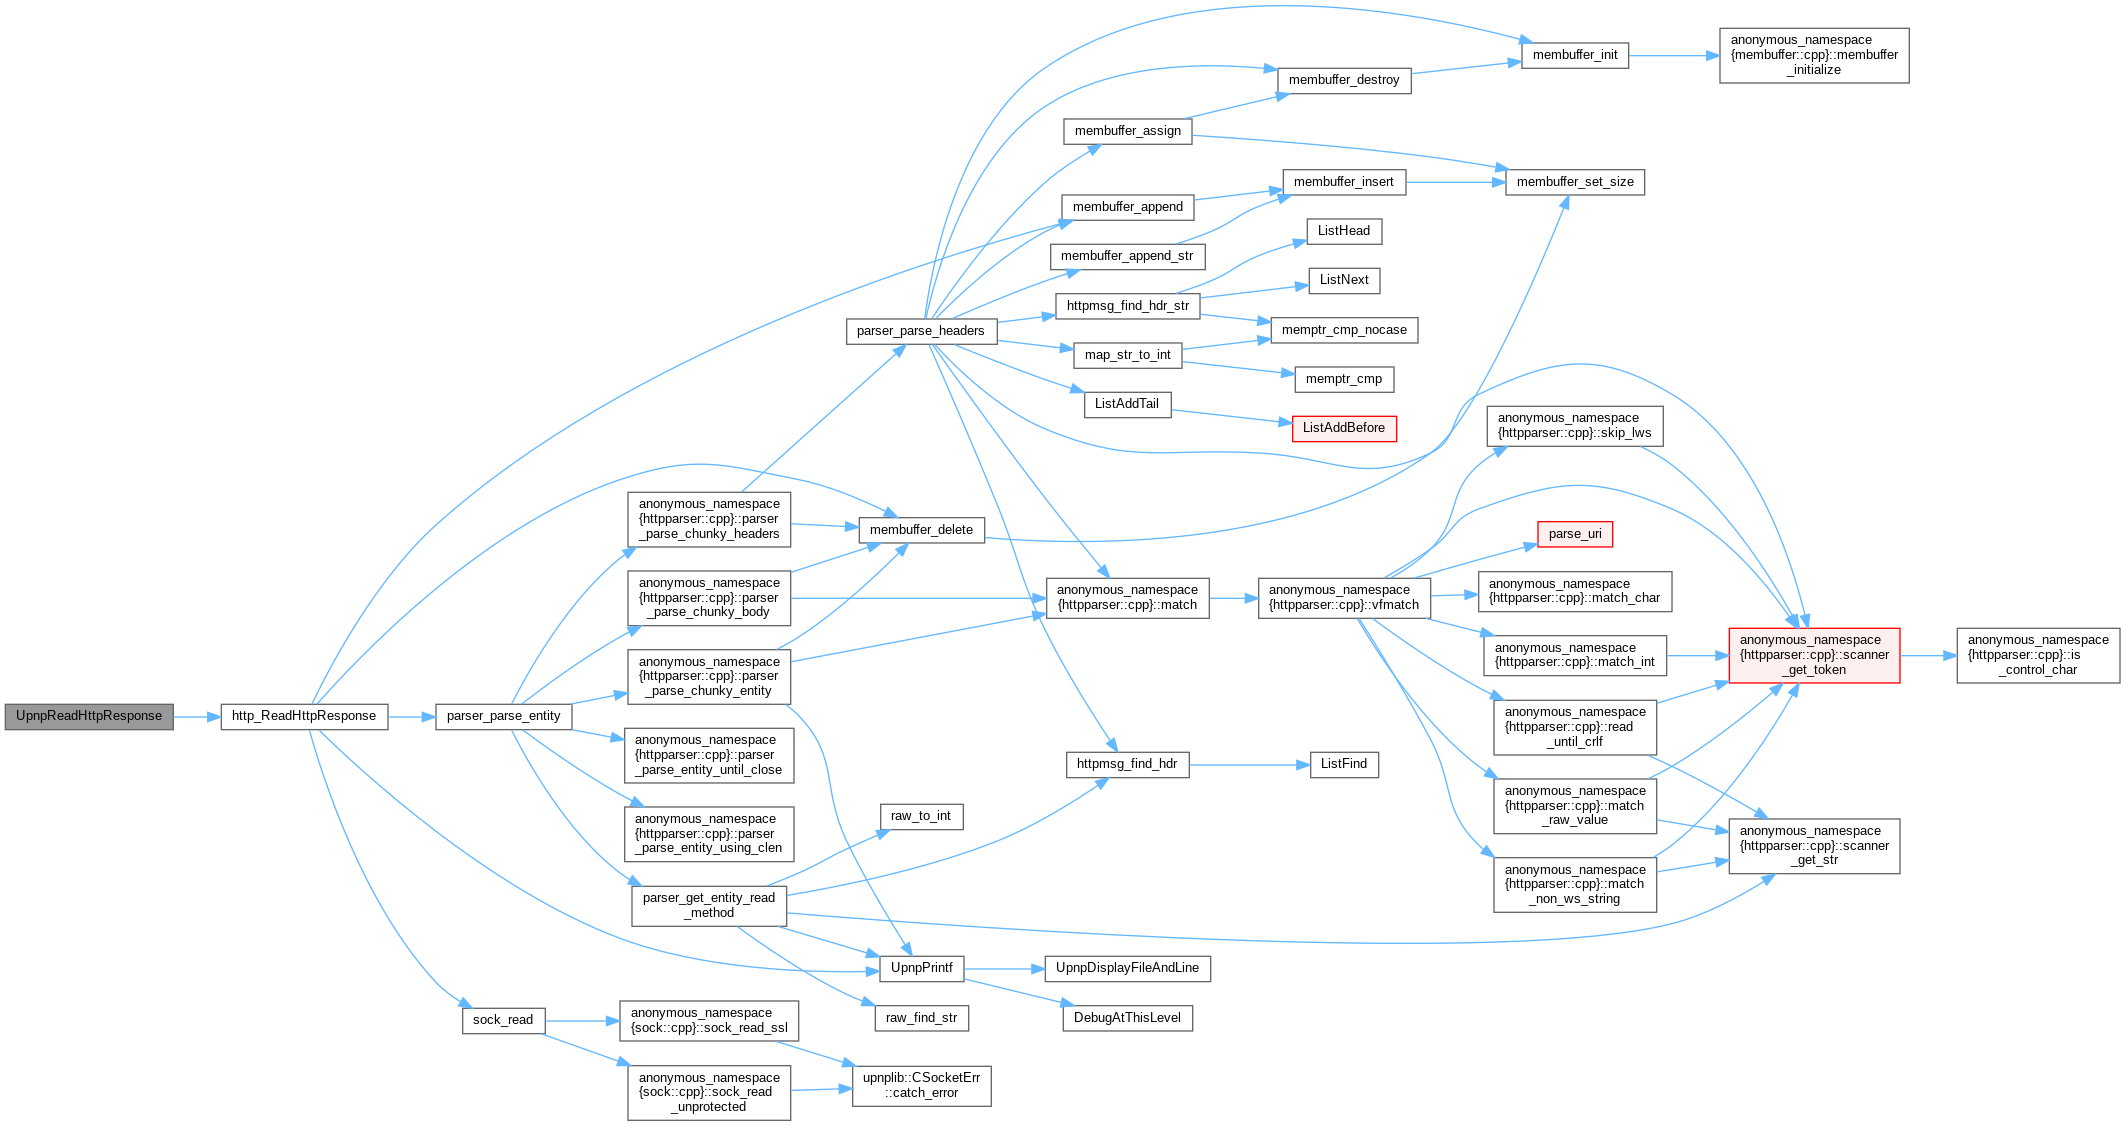 UpnpReadHttpResponse
http_ReadHttpResponse
parser_parse_entity
sock_read
anonymous_namespace
{httpparser::cpp}::parser
_parse_chunky_headers
anonymous_namespace
{httpparser::cpp}::parser
_parse_chunky_body
anonymous_namespace
{httpparser::cpp}::parser
_parse_chunky_entity
anonymous_namespace
{httpparser::cpp}::parser
_parse_entity_until_close
anonymous_namespace
{httpparser::cpp}::parser
_parse_entity_using_clen
parser_get_entity_read
_method
anonymous_namespace
{sock::cpp}::sock_read_ssl
anonymous_namespace
{sock::cpp}::sock_read
_unprotected
parser_parse_headers
membuffer_delete
raw_to_int
UpnpPrintf
raw_find_str
upnplib::CSocketErr
::catch_error
membuffer_assign
membuffer_append
membuffer_append_str
httpmsg_find_hdr_str
map_str_to_int
ListAddTail
anonymous_namespace
{httpparser::cpp}::match
httpmsg_find_hdr
UpnpDisplayFileAndLine
DebugAtThisLevel
membuffer_destroy
membuffer_insert
ListHead
ListNext
memptr_cmp_nocase
memptr_cmp
ListAddBefore
anonymous_namespace
{httpparser::cpp}::vfmatch
ListFind
membuffer_init
membuffer_set_size
anonymous_namespace
{httpparser::cpp}::skip_lws
parse_uri
anonymous_namespace
{httpparser::cpp}::match_char
anonymous_namespace
{httpparser::cpp}::match_int
anonymous_namespace
{httpparser::cpp}::read
_until_crlf
anonymous_namespace
{httpparser::cpp}::match
_raw_value
anonymous_namespace
{httpparser::cpp}::match
_non_ws_string
anonymous_namespace
{membuffer::cpp}::membuffer
_initialize
anonymous_namespace
{httpparser::cpp}::scanner
_get_token
anonymous_namespace
{httpparser::cpp}::scanner
_get_str
anonymous_namespace
{httpparser::cpp}::is
_control_char